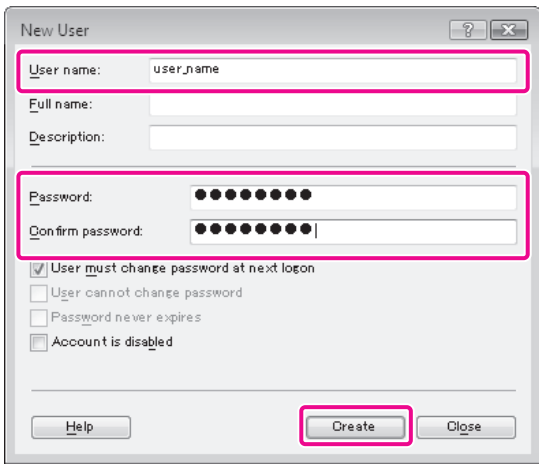 New User
User name: user_name
Full name:
Description:
Password: ●●●●●●●●
Confirm password: ●●●●●●●●
User must change password at next logon
User cannot change password
Password never expires
Account is disabled
Help Create Close